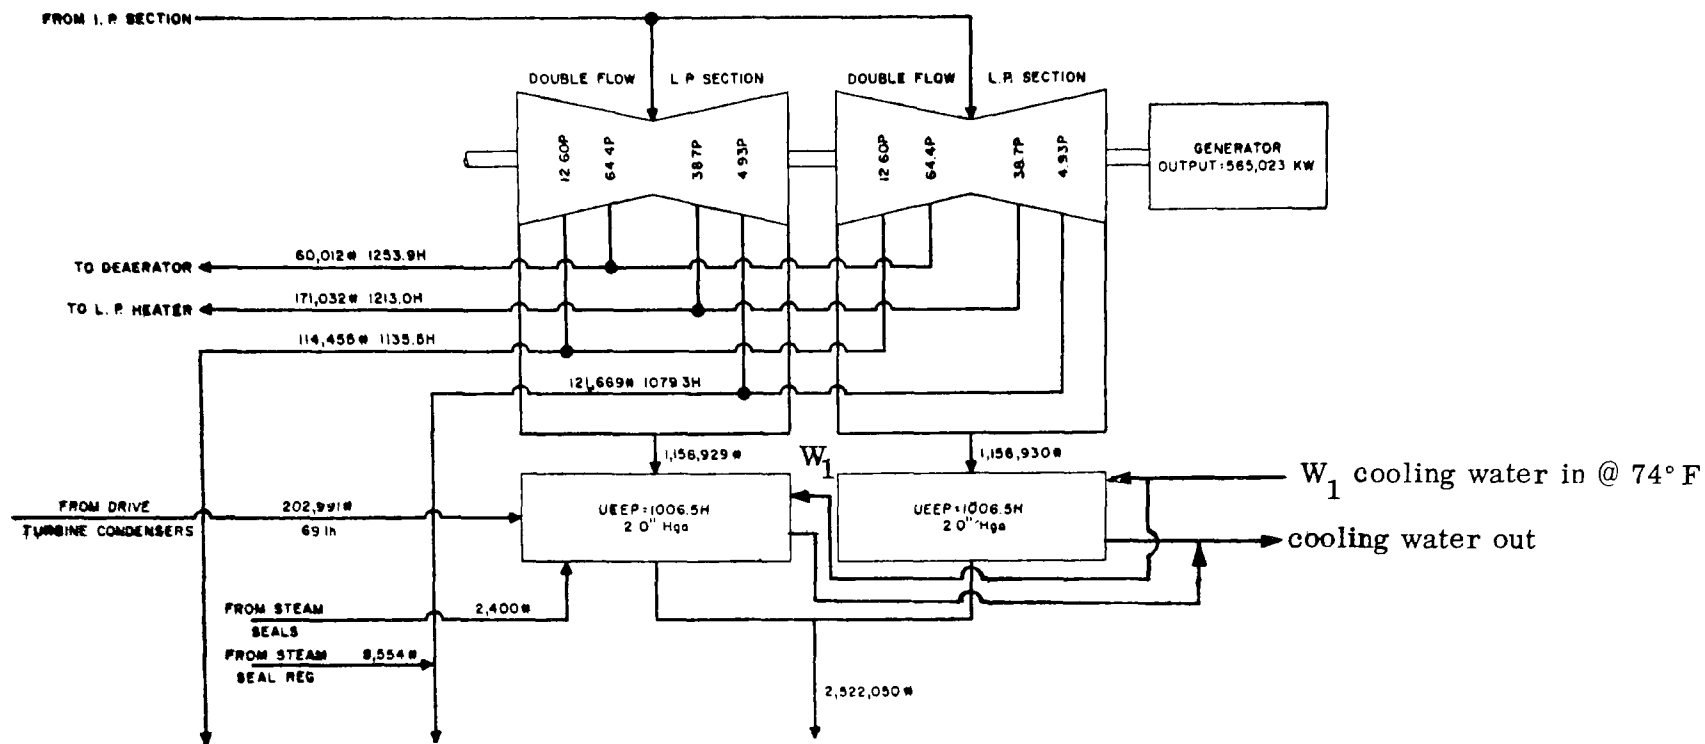 FROM I.P. SECTION
DOUBLE FLOW L.P. SECTION
DOUBLE FLOW L.P. SECTION
12.60P
64.4P
38.7P
4.93P
12.60P
64.4P
38.7P
4.93P
GENERATOR
OUTPUT=565,023 KW
TO DEAERATOR
60,012# 1253.9H
TO L.P. HEATER
171,032# 1213.0H
114,456# 1135.6H
121,669# 1079.3H
1,156,929#
W1
1,156,930#
W1 cooling water in @ 74°F
FROM DRIVE
TURBINE CONDENSERS
202,991#
69 1h
UEEP=1006.5H
2.0" Hga
UEEP=1006.5H
2.0" Hga
cooling water out
FROM STEAM
SEALS
2,400#
FROM STEAM
SEAL REG
8,554#
2,522,050#